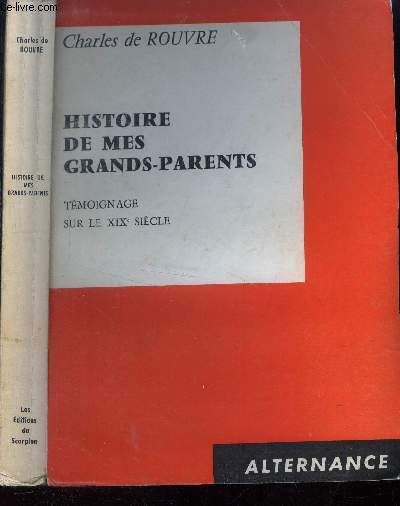 Le-livre.com
Charles de
ROUVRE
HISTOIRE DE
MES
GRANDS-PARENTS
Les
Éditions
du
Scorpion
Charles de ROUVRE
HISTOIRE
DE MES
GRANDS-PARENTS
TÉMOIGNAGE
SUR LE XIXe SIÈCLE
ALTERNANCE